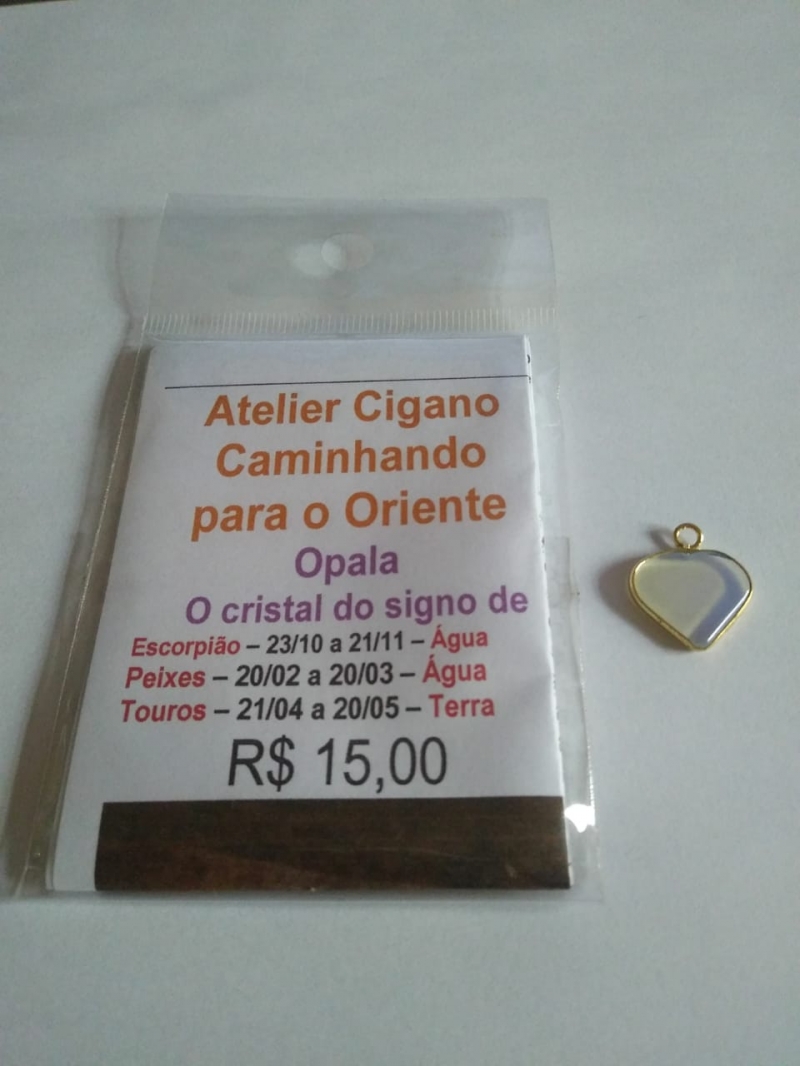 Atelier Cigano
Caminhando
para o Oriente
Opala
O cristal do signo de
Escorpião – 23/10 a 21/11 – Água
Peixes – 20/02 a 20/03 – Água
Touros – 21/04 a 20/05 – Terra
R$ 15,00